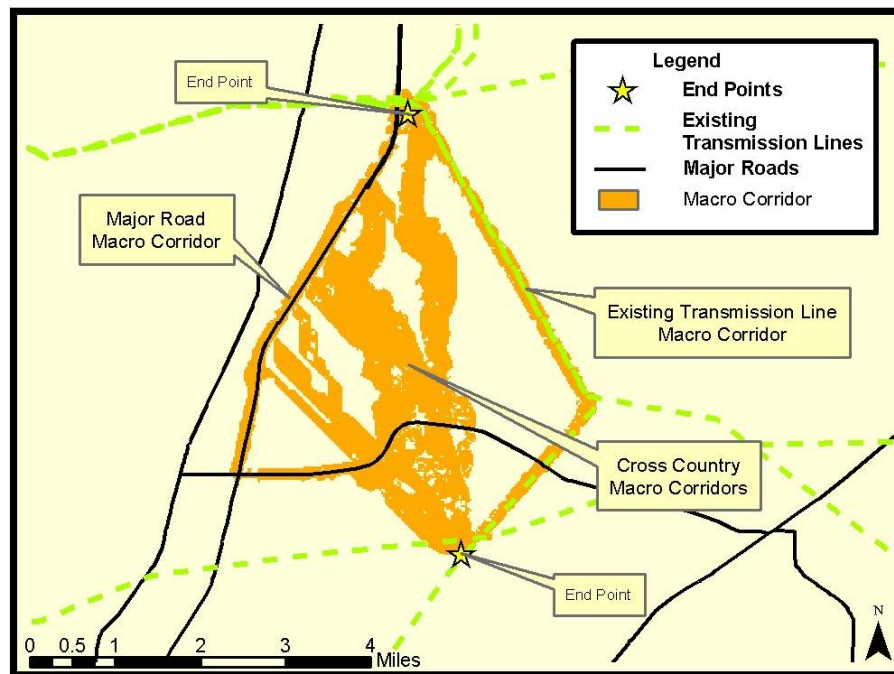 End Point
Legend
End Points
Existing
Transmission Lines
Major Roads
Macro Corridor
Major Road
Macro Corridor
Existing Transmission Line
Macro Corridor
Cross Country
Macro Corridors
End Point
N
0 0.5 1 2 3 4
Miles